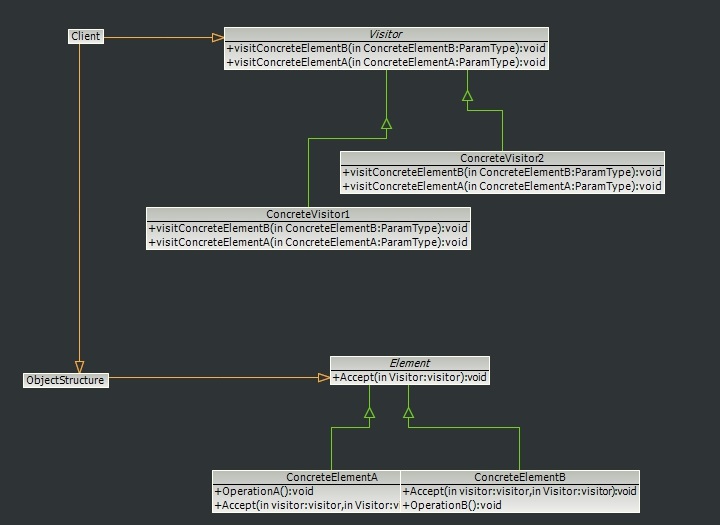 Client
Visitor
+visitConcreteElementB(in ConcreteElementB:ParamType):void
+visitConcreteElementA(in ConcreteElementA:ParamType):void
ConcreteVisitor2
+visitConcreteElementB(in ConcreteElementB:ParamType):void
+visitConcreteElementA(in ConcreteElementA:ParamType):void
ConcreteVisitor1
+visitConcreteElementB(in ConcreteElementB:ParamType):void
+visitConcreteElementA(in ConcreteElementA:ParamType):void
ObjectStructure
Element
+Accept(in Visitor:visitor):void
ConcreteElementA
+OperationA():void
+Accept(in visitor:visitor,in Visitor:v
ConcreteElementB
+Accept(in visitor:visitor,in Visitor:visitor):void
+OperationB():void